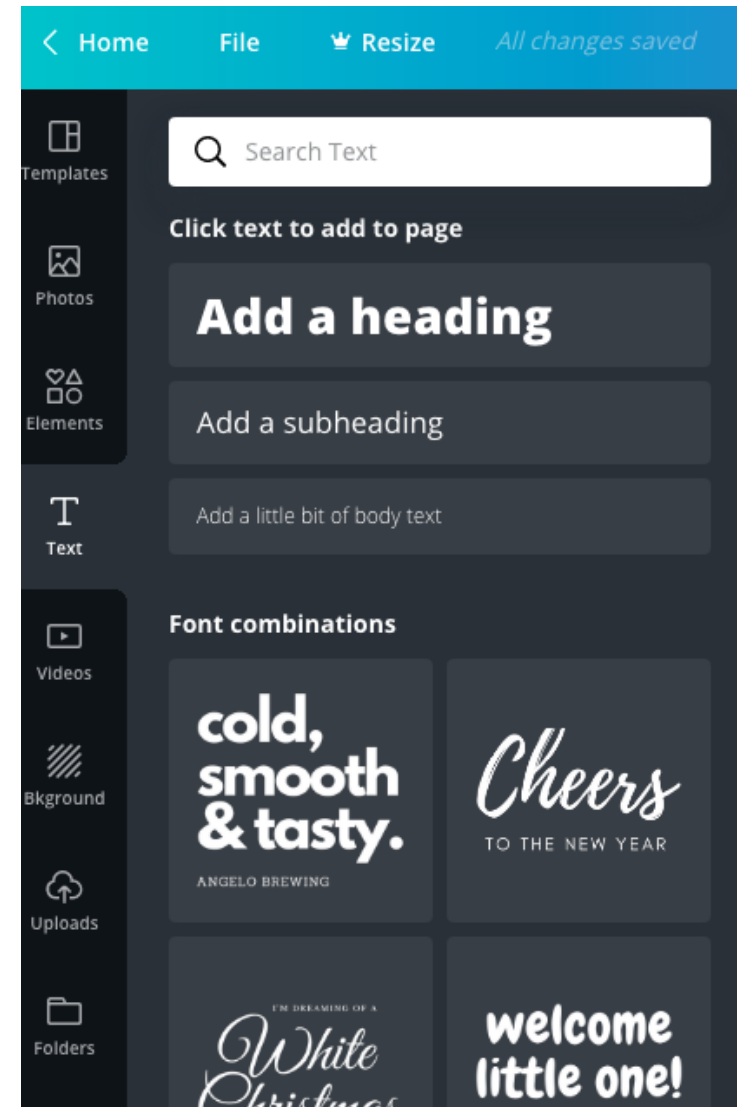 Home File Resize All changes saved
Templates
Photos
Elements
Text
Videos
Bkground
Uploads
Folders
Search Text
Click text to add to page
Add a heading
Add a subheading
Add a little bit of body text
Font combinations
cold,
smooth
& tasty.
ANGELO BREWING
Cheers
TO THE NEW YEAR
I'M DREAMING OF A
White
Christmas
welcome
little one!